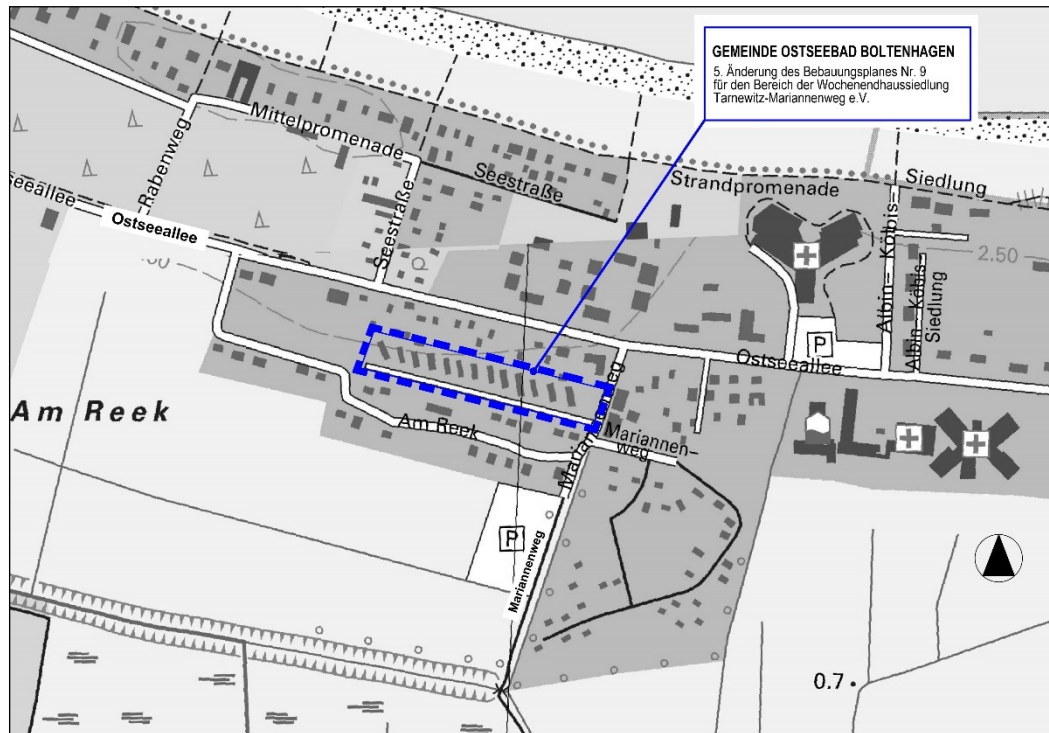 GEMEINDE OSTSEEBAD BOLTENHAGEN
5. Änderung des Bebauungsplanes Nr. 9
für den Bereich der Wochenendhaussiedlung
Tarnewitz-Mariannenweg e.V.
Mittelpromenade
Rabenweg
Seestraße
Seestraße
Strandpromenade
Siedlung
Albin- Köbis-
Albin- Köbis-
Siedlung
2.50
seeallee
Ostseeallee
Ostseeallee
P
Am Reek
Am Reek
Mariannenweg
Mariannen-
weg
P
Mariannenweg
0.7